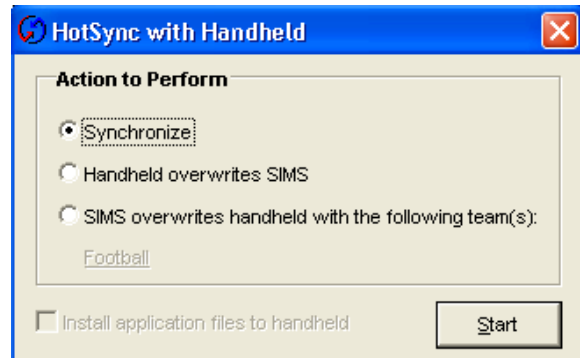 HotSync with Handheld
Action to Perform
Synchronize
Handheld overwrites SIMS
SIMS overwrites handheld with the following team(s):
Football
Install application files to handheld
Start